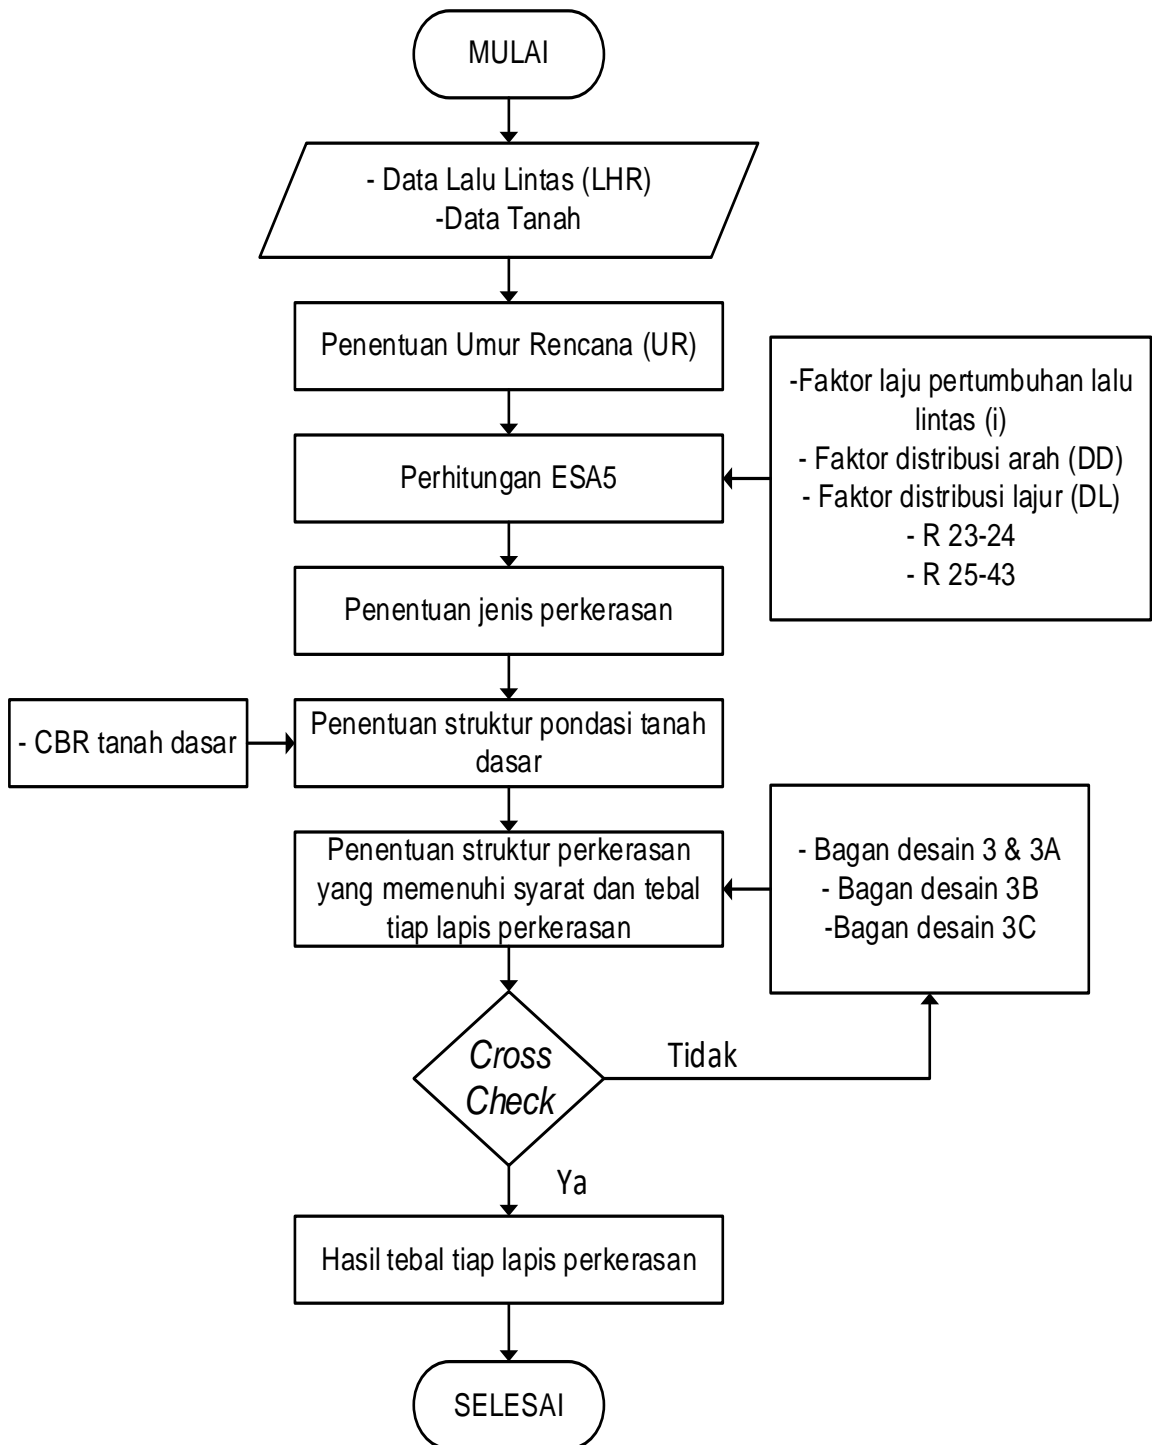 MULAI
- Data Lalu Lintas (LHR)
-Data Tanah
Penentuan Umur Rencana (UR)
-Faktor laju pertumbuhan lalu
lintas (i)
- Faktor distribusi arah (DD)
- Faktor distribusi lajur (DL)
- R 23-24
- R 25-43
Perhitungan ESA5
Penentuan jenis perkerasan
- CBR tanah dasar
Penentuan struktur pondasi tanah
dasar
Penentuan struktur perkerasan
yang memenuhi syarat dan tebal
tiap lapis perkerasan
- Bagan desain 3 & 3A
- Bagan desain 3B
-Bagan desain 3C
Cross
Check
Tidak
Ya
Hasil tebal tiap lapis perkerasan
SELESAI